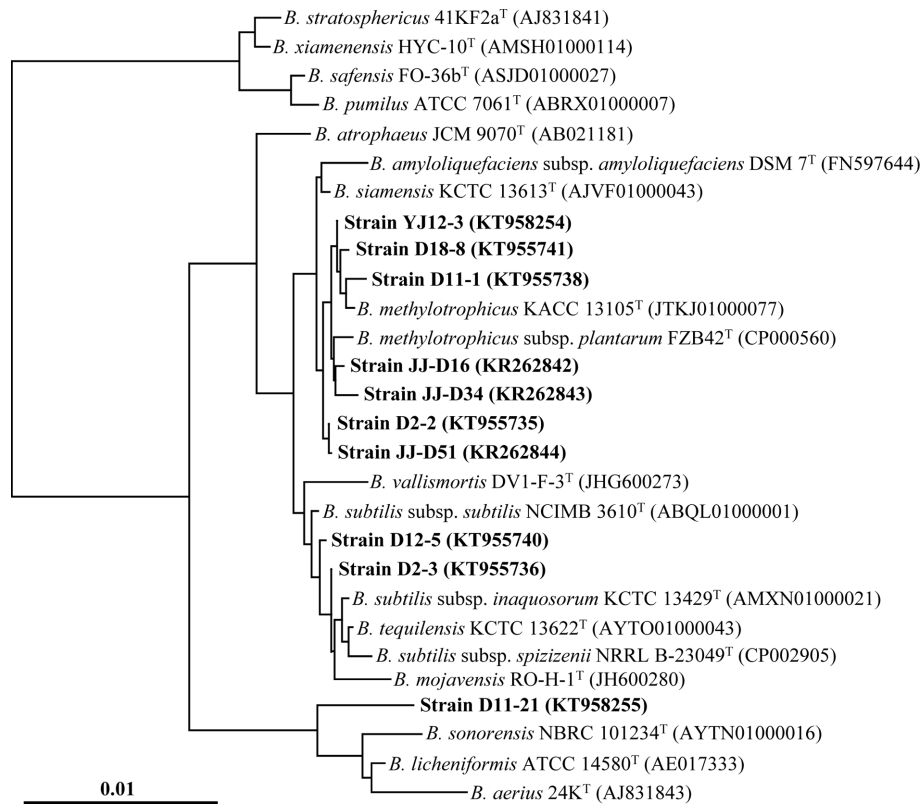 B. stratosphericus 41KF2aᵀ (AJ831841)
B. xiamenensis HYC-10ᵀ (AMSH01000114)
B. safensis FO-36bᵀ (ASJD01000027)
B. pumilus ATCC 7061ᵀ (ABRX01000007)
B. atrophaeus JCM 9070ᵀ (AB021181)
B. amyloliquefaciens subsp. amyloliquefaciens DSM 7ᵀ (FN597644)
B. siamensis KCTC 13613ᵀ (AJVF01000043)
Strain YJ12-3 (KT958254)
Strain D18-8 (KT955741)
Strain D11-1 (KT955738)
B. methylotrophicus KACC 13105ᵀ (JTKJ01000077)
B. methylotrophicus subsp. plantarum FZB42ᵀ (CP000560)
Strain JJ-D16 (KR262842)
Strain JJ-D34 (KR262843)
Strain D2-2 (KT955735)
Strain JJ-D51 (KR262844)
B. vallismortis DV1-F-3ᵀ (JHG600273)
B. subtilis subsp. subtilis NCIMB 3610ᵀ (ABQL01000001)
Strain D12-5 (KT955740)
Strain D2-3 (KT955736)
B. subtilis subsp. inaquosorum KCTC 13429ᵀ (AMXN01000021)
B. tequilensis KCTC 13622ᵀ (AYTO01000043)
B. subtilis subsp. spizizenii NRRL B-23049ᵀ (CP002905)
B. mojavensis RO-H-1ᵀ (JH600280)
Strain D11-21 (KT958255)
B. sonorensis NBRC 101234ᵀ (AYTN01000016)
B. licheniformis ATCC 14580ᵀ (AE017333)
B. aerius 24Kᵀ (AJ831843)
0.01